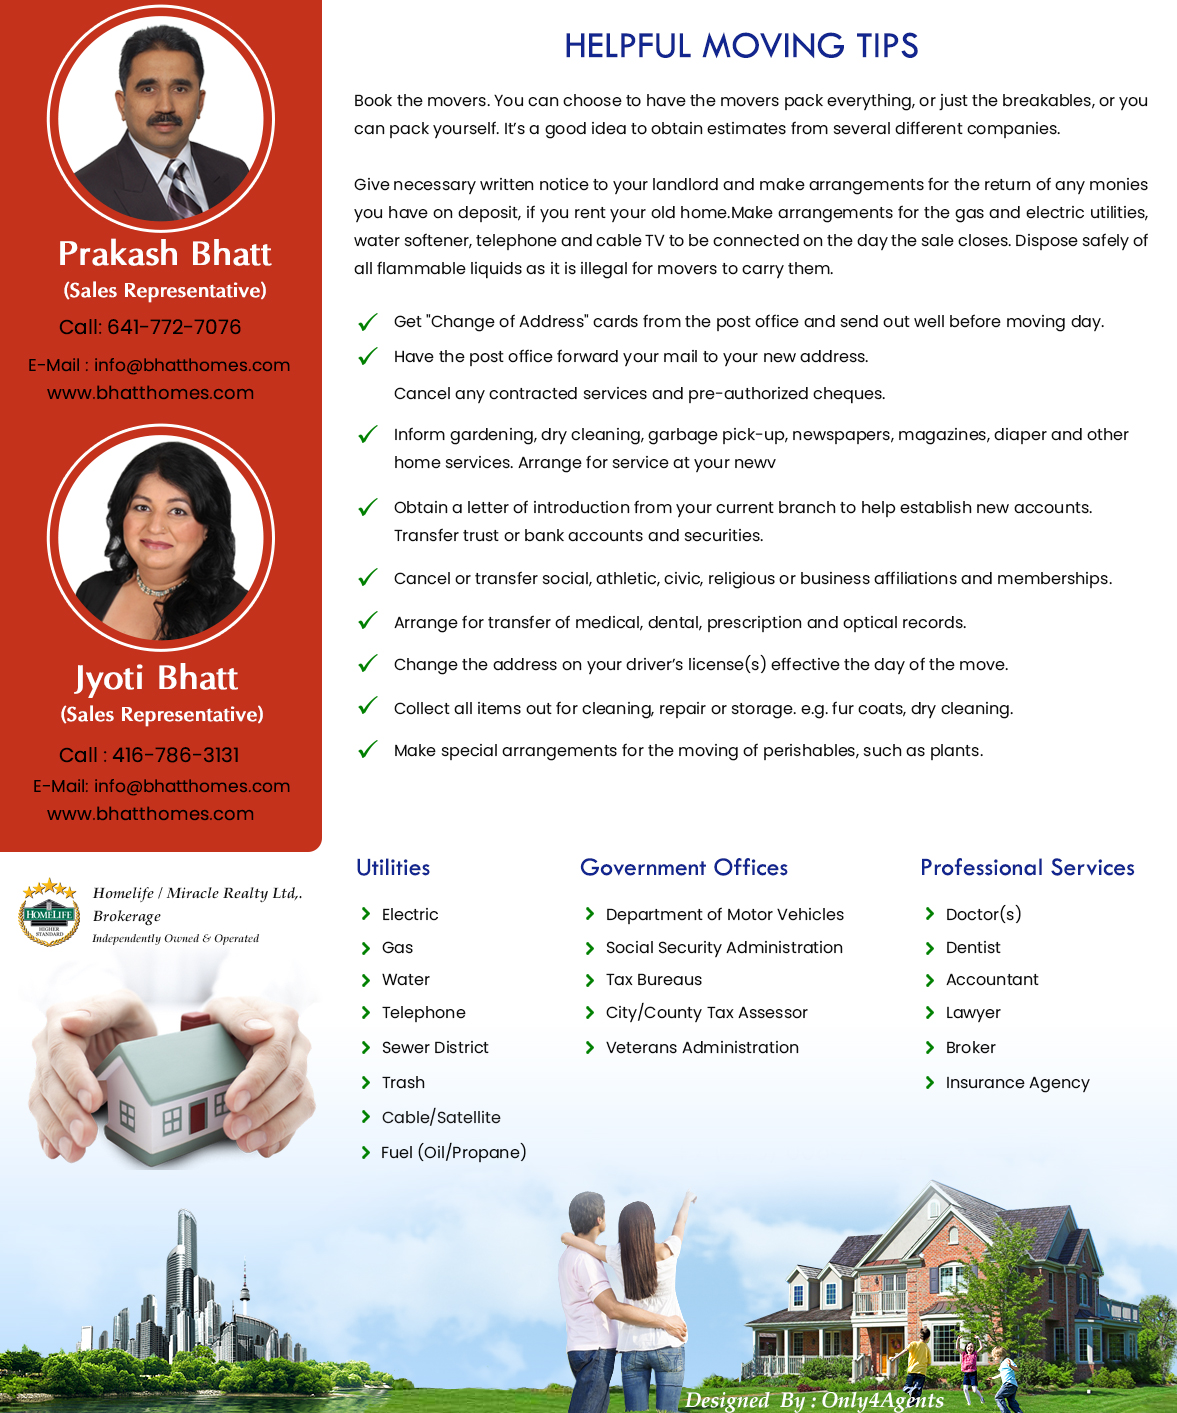 Prakash Bhatt
(Sales Representative)
Call: 641-772-7076
E-Mail : info@bhatthomes.com
www.bhatthomes.com
Jyoti Bhatt
(Sales Representative)
Call : 416-786-3131
E-Mail: info@bhatthomes.com
www.bhatthomes.com
HOMELIFE
HIGHER
STANDARD
Homelife / Miracle Realty Ltd,.
Brokerage
Independently Owned & Operated
HELPFUL MOVING TIPS
Book the movers. You can choose to have the movers pack everything, or just the breakables, or you
can pack yourself. It’s a good idea to obtain estimates from several different companies.
Give necessary written notice to your landlord and make arrangements for the return of any monies
you have on deposit, if you rent your old home.Make arrangements for the gas and electric utilities,
water softener, telephone and cable TV to be connected on the day the sale closes. Dispose safely of
all flammable liquids as it is illegal for movers to carry them.
Get "Change of Address" cards from the post office and send out well before moving day.
Have the post office forward your mail to your new address.
Cancel any contracted services and pre-authorized cheques.
Inform gardening, dry cleaning, garbage pick-up, newspapers, magazines, diaper and other
home services. Arrange for service at your newv
Obtain a letter of introduction from your current branch to help establish new accounts.
Transfer trust or bank accounts and securities.
Cancel or transfer social, athletic, civic, religious or business affiliations and memberships.
Arrange for transfer of medical, dental, prescription and optical records.
Change the address on your driver’s license(s) effective the day of the move.
Collect all items out for cleaning, repair or storage. e.g. fur coats, dry cleaning.
Make special arrangements for the moving of perishables, such as plants.
Utilities
Electric
Gas
Water
Telephone
Sewer District
Trash
Cable/Satellite
Fuel (Oil/Propane)
Government Offices
Department of Motor Vehicles
Social Security Administration
Tax Bureaus
City/County Tax Assessor
Veterans Administration
Professional Services
Doctor(s)
Dentist
Accountant
Lawyer
Broker
Insurance Agency
Designed By : Only4Agents